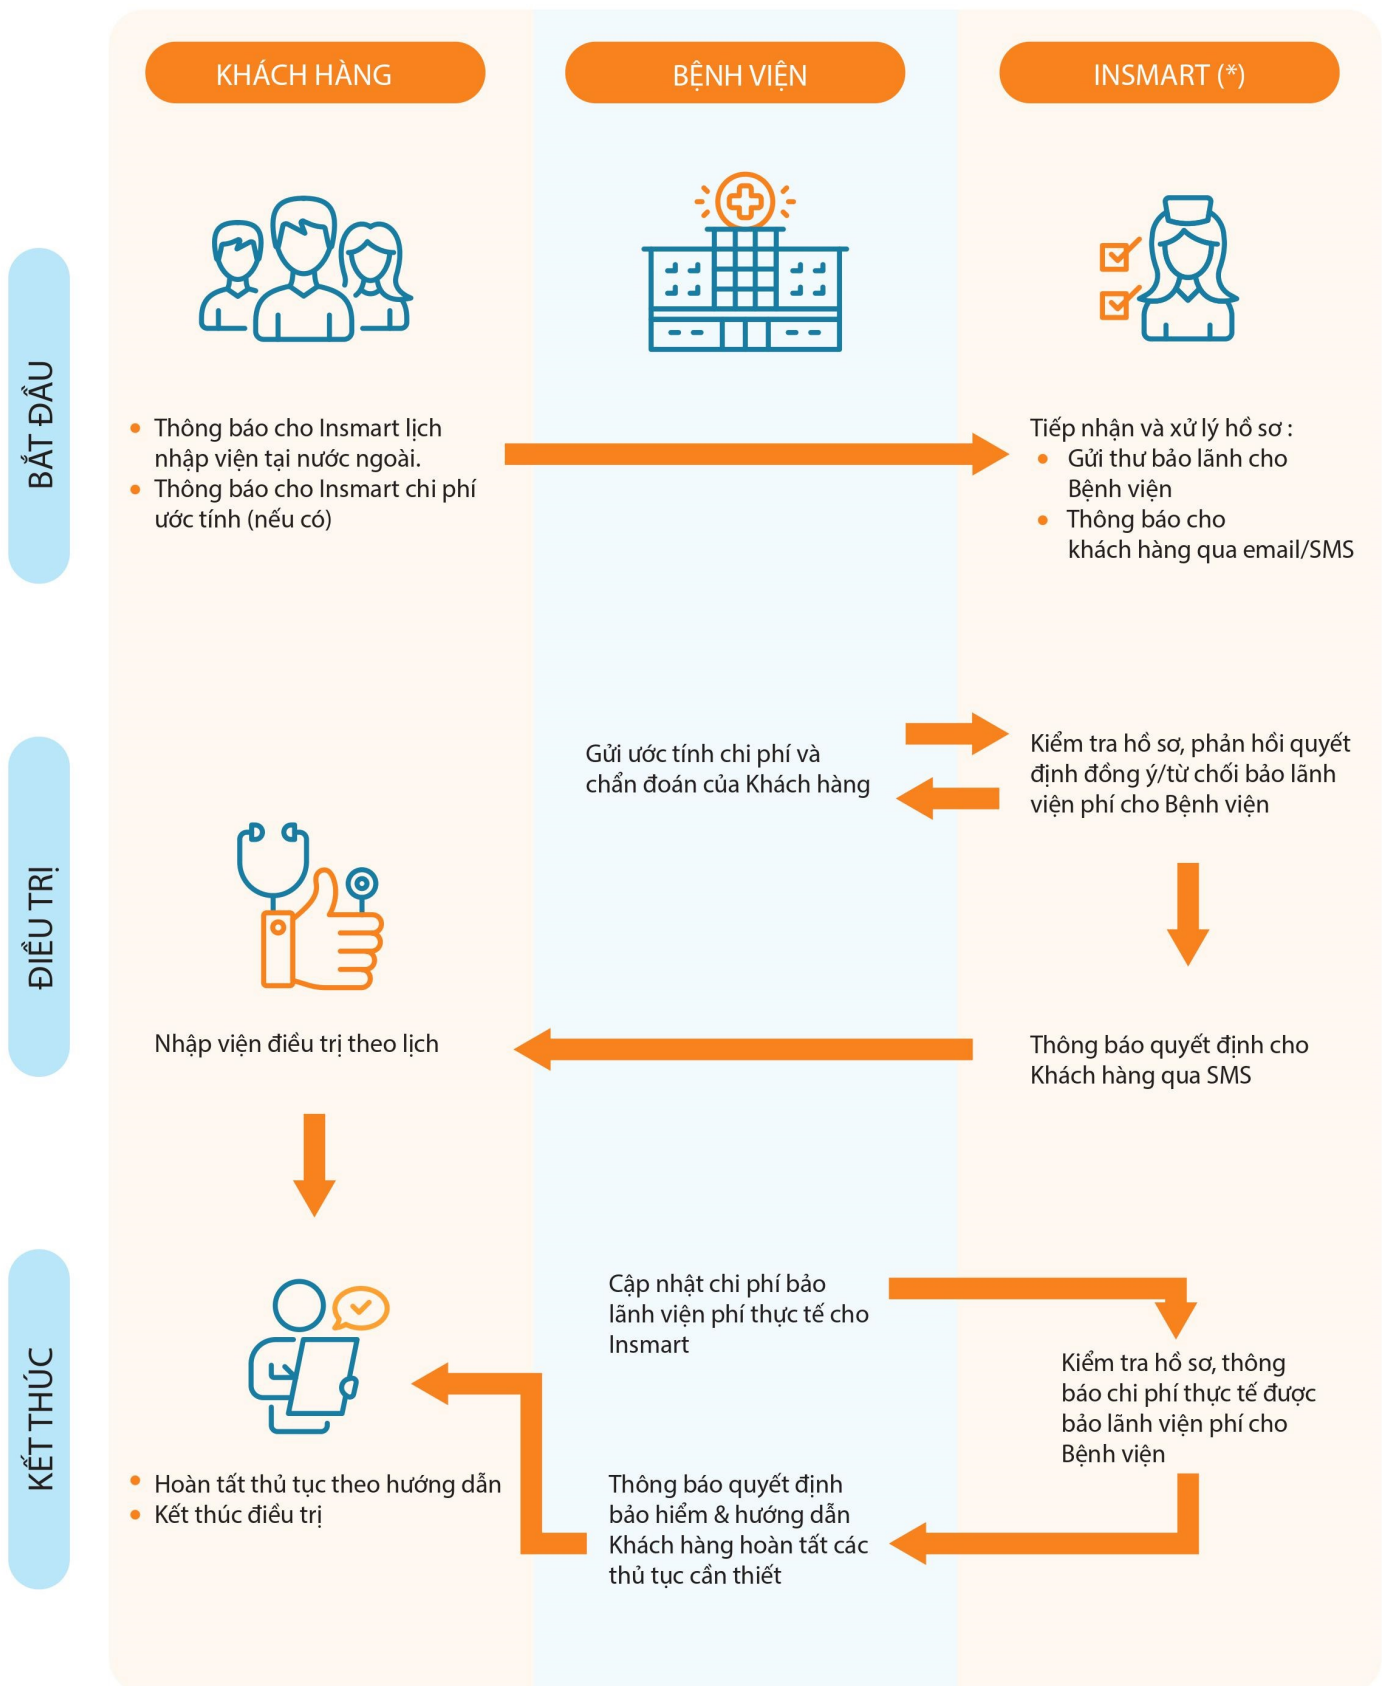 KHÁCH HÀNG
BỆNH VIỆN
INSMART (*)
BẮT ĐẦU
Thông báo cho Insmart lịch
nhập viện tại nước ngoài.
Thông báo cho Insmart chi phí
ước tính (nếu có)
Tiếp nhận và xử lý hồ sơ :
Gửi thư bảo lãnh cho
Bệnh viện
Thông báo cho
khách hàng qua email/SMS
ĐIỀU TRỊ
Gửi ước tính chi phí và
chẩn đoán của Khách hàng
Kiểm tra hồ sơ, phản hồi quyết
định đồng ý/từ chối bảo lãnh
viện phí cho Bệnh viện
Nhập viện điều trị theo lịch
Thông báo quyết định cho
Khách hàng qua SMS
KẾT THÚC
Cập nhật chi phí bảo
lãnh viện phí thực tế cho
Insmart
Kiểm tra hồ sơ, thông
báo chi phí thực tế được
bảo lãnh viện phí cho
Bệnh viện
Hoàn tất thủ tục theo hướng dẫn
Kết thúc điều trị
Thông báo quyết định
bảo hiểm & hướng dẫn
Khách hàng hoàn tất các
thủ tục cần thiết